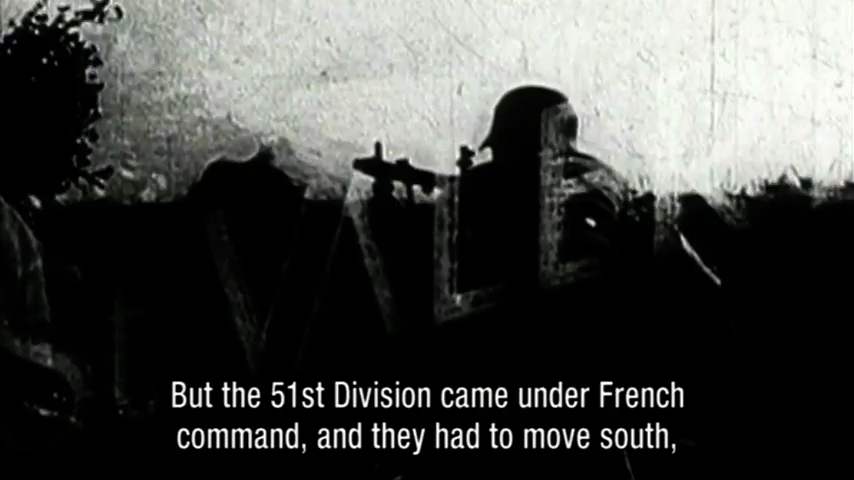 But the 51st Division came under French
command, and they had to move south,